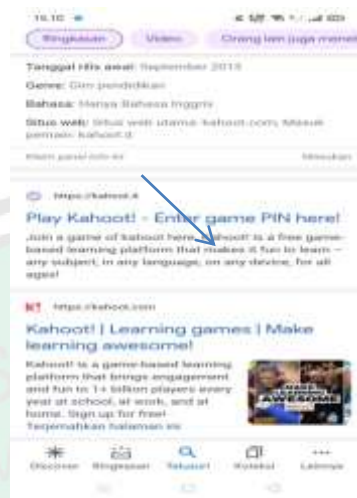 15.10
Ringkasan Video Orang lain juga
Tanggal rilis awal: September 2013
Genre: Gim pendidikan
Bahasa: Hanya Bahasa Inggris
Situs web: Situs web utama: kahoot.com; Masuk
pemain: kahoot.it
Masukan
https://kahoot.it
Play Kahoot! - Enter game PIN here!
Join a game of kahoot here. Kahoot! is a free game-
based learning platform that makes it fun to learn –
any subject, in any language, on any device, for all
ages!
K! https://kahoot.com
Kahoot! | Learning games | Make
learning awesome!
Kahoot! is a game-based learning
platform that brings engagement
and fun to 1+ billion players every
year at school, at work, and at
home. Sign up for free!
Terjemahkan halaman ini
MAKE
LEARNING
AWESOME
Discover Ringkasan Telusuri Koleksi Lainnya